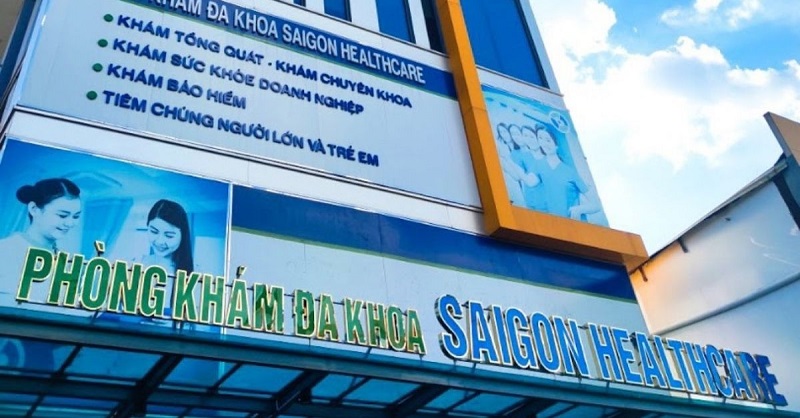 KHÁM ĐA KHOA SAIGON HEALTHCARE
• KHÁM TỔNG QUÁT - KHÁM CHUYÊN KHOA
• KHÁM SỨC KHỎE DOANH NGHIỆP
• KHÁM BẢO HIỂM
• TIÊM CHỦNG NGƯỜI LỚN VÀ TRẺ EM
PHÒNG KHÁM ĐA KHOA SAIGON HEALTHCARE